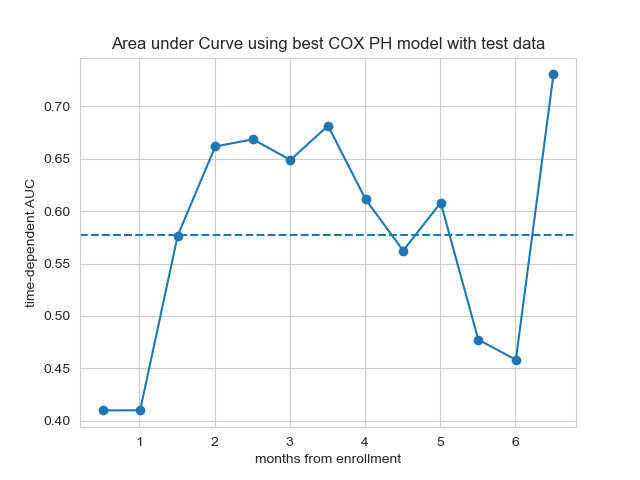 Area under Curve using best COX PH model with test data
time-dependent AUC
0.70
0.65
0.60
0.55
0.50
0.45
0.40
1 2 3 4 5 6
months from enrollment